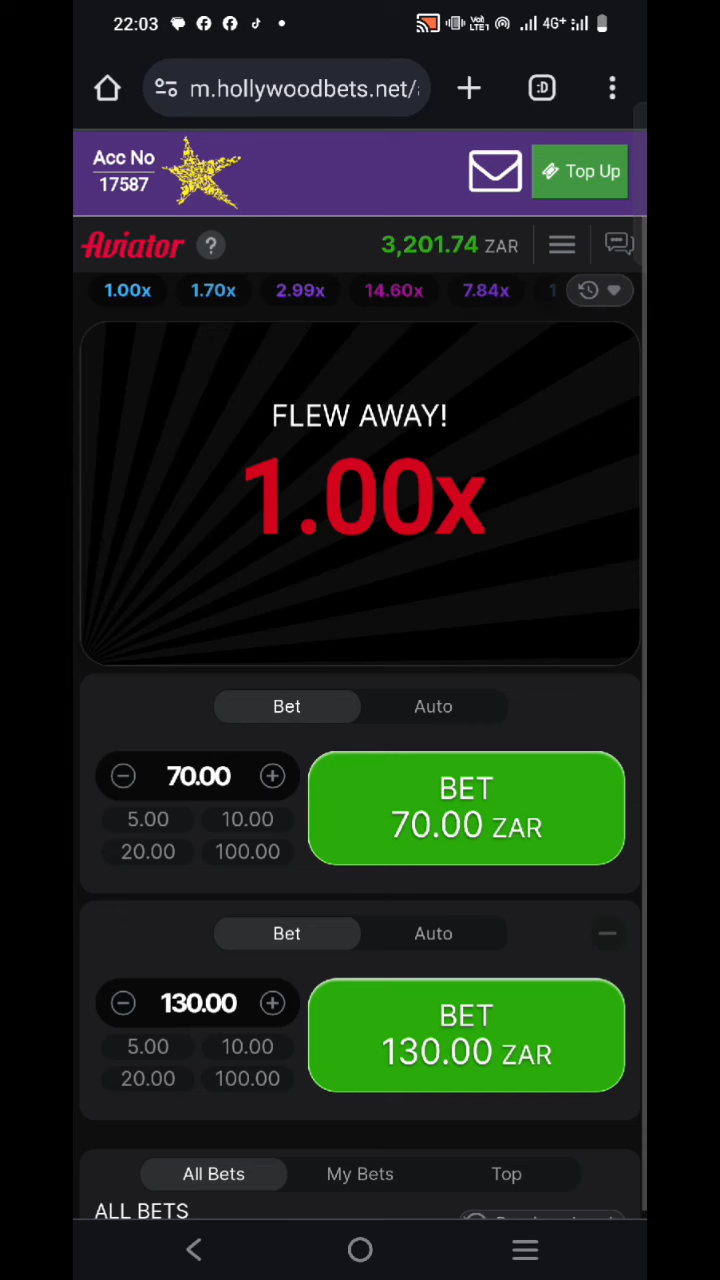 22:03 VoI LTE1 4G+
m.hollywoodbets.net/ :D
Acc No
17587
Top Up
Aviator ? 3,201.74 ZAR
1.00x 1.70x 2.99x 14.60x 7.84x 1
FLEW AWAY!
1.00x
Bet Auto
70.00
5.00 10.00
20.00 100.00
BET
70.00 ZAR
Bet Auto
130.00
5.00 10.00
20.00 100.00
BET
130.00 ZAR
All Bets My Bets Top
ALL BETS